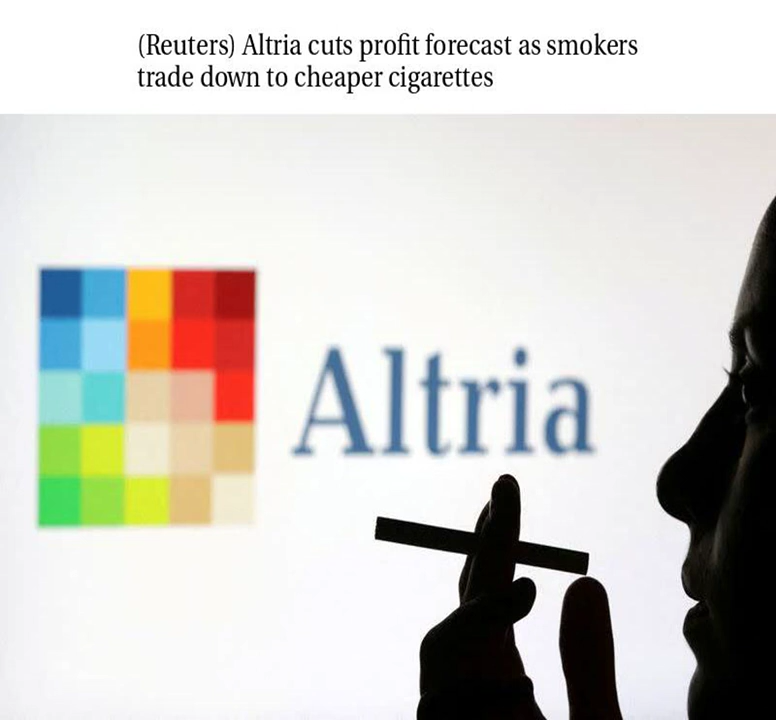 (Reuters) Altria cuts profit forecast as smokers
trade down to cheaper cigarettes
Altria